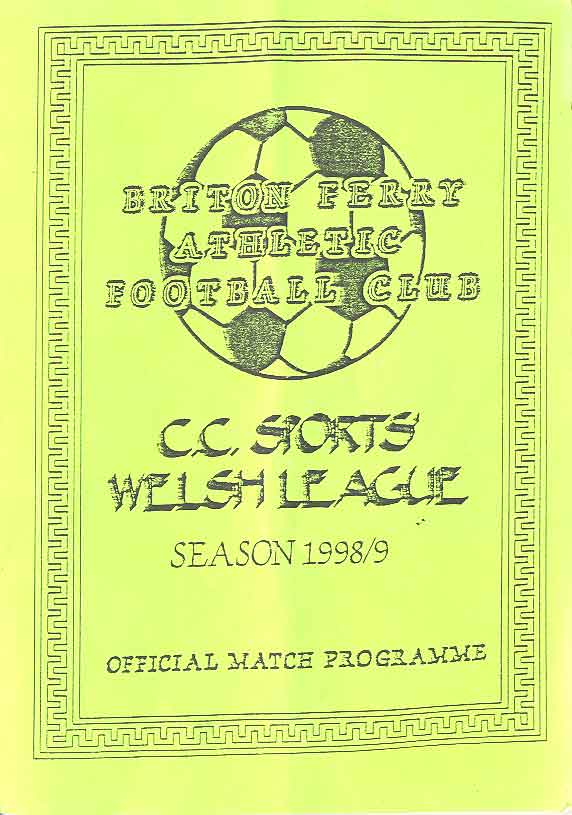 BRITON FERRY
ATHLETIC
FOOTBALL CLUB
C.C. SPORTS
WELSH LEAGUE
SEASON 1998/9
OFFICIAL MATCH PROGRAMME